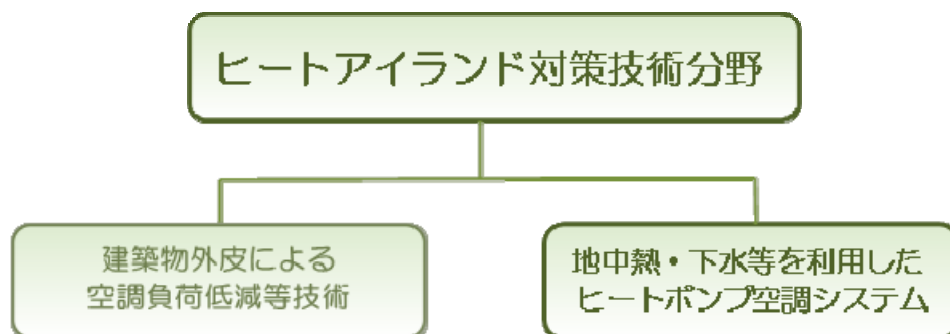 ヒートアイランド対策技術分野
建築物外皮による
空調負荷低減等技術
地中熱・下水等を利用した
ヒートポンプ空調システム